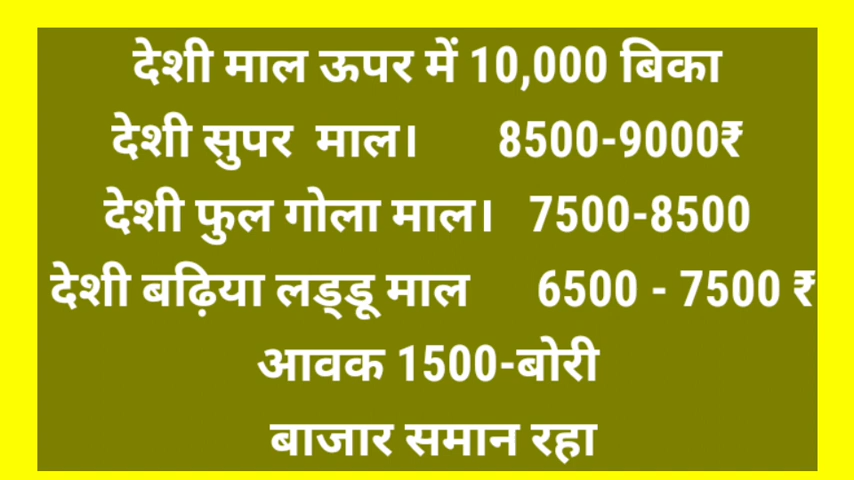 देशी माल ऊपर में 10,000 बिका
देशी सुपर माल। 8500-9000₹
देशी फुल गोला माल। 7500-8500
देशी बढ़िया लड्डू माल 6500 - 7500 ₹
आवक 1500-बोरी
बाजार समान रहा